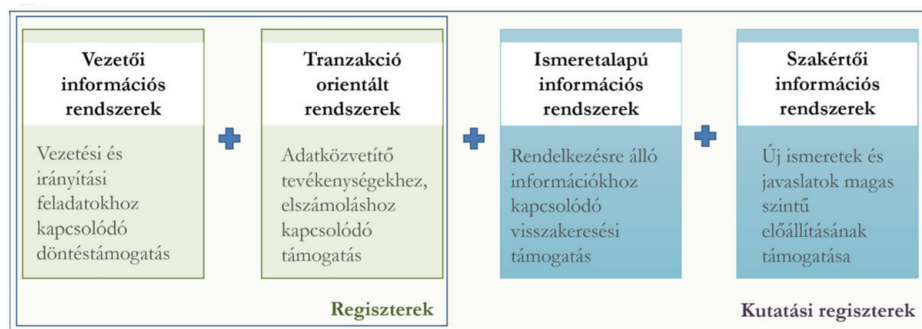 Vezetői
információs
rendszerek
Vezetési és
irányítási
feladatokhoz
kapcsolódó
döntéstámogatás
Tranzakció
orientált
rendszerek
Adatközvetítő
tevékenységekhez,
elszámoláshoz
kapcsolódó
támogatás
Ismeretalapú
információs
rendszerek
Rendelkezésre álló
információkhoz
kapcsolódó
visszakeresési
támogatás
Szakértői
információs
rendszerek
Új ismeretek és
javaslatok magas
szintű
előállításának
támogatása
Regiszterek
Kutatási regiszterek